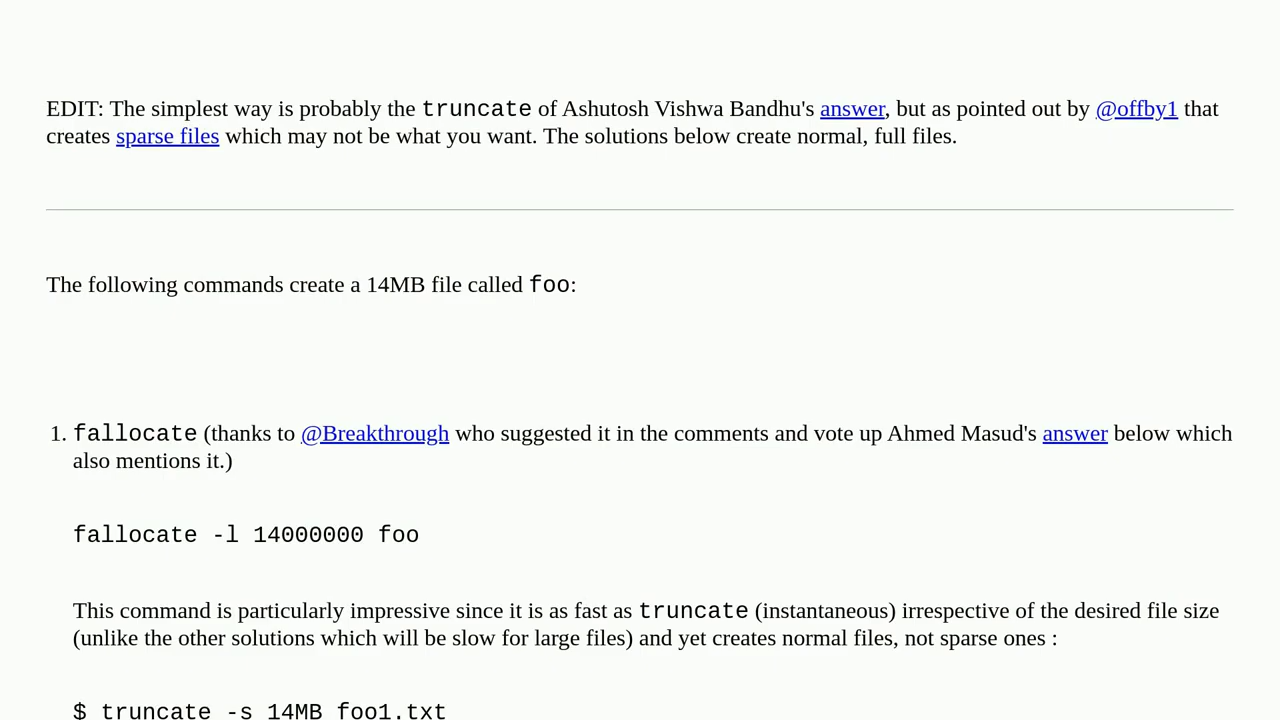 EDIT: The simplest way is probably the truncate of Ashutosh Vishwa Bandhu's answer, but as pointed out by @offby1 that
creates sparse files which may not be what you want. The solutions below create normal, full files.
The following commands create a 14MB file called foo:
1. fallocate (thanks to @Breakthrough who suggested it in the comments and vote up Ahmed Masud's answer below which
also mentions it.)
fallocate -l 14000000 foo
This command is particularly impressive since it is as fast as truncate (instantaneous) irrespective of the desired file size
(unlike the other solutions which will be slow for large files) and yet creates normal files, not sparse ones :
$ truncate -s 14MB foo1.txt